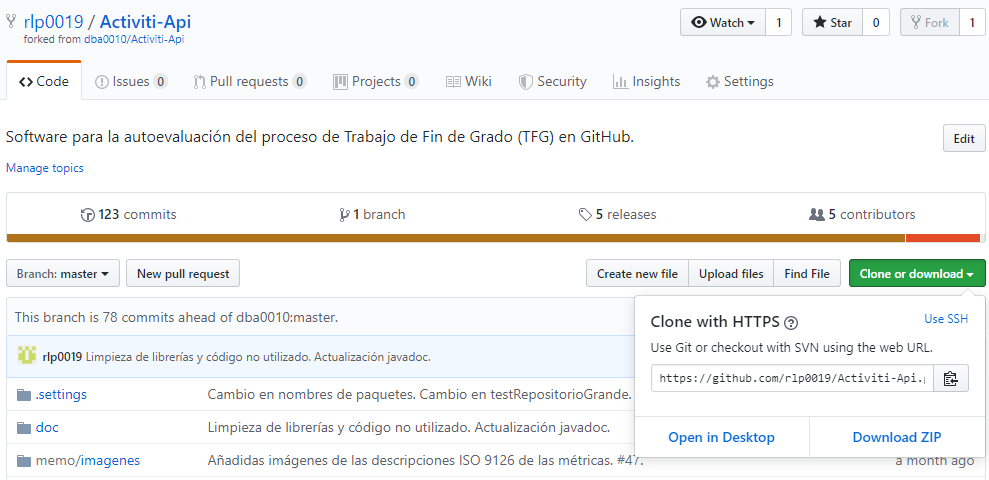 rlp0019 / Activiti-Api
Watch 1 Star 0 Fork 1
forked from dba0010/Activiti-Api
Code Issues 0 Pull requests 0 Projects 0 Wiki Security Insights Settings
Software para la autoevaluación del proceso de Trabajo de Fin de Grado (TFG) en GitHub.
Edit
Manage topics
123 commits 1 branch 5 releases 5 contributors
Branch: master New pull request Create new file Upload files Find File Clone or download
This branch is 78 commits ahead of dba0010:master.
rlp0019 Limpieza de librerías y código no utilizado. Actualización javadoc.
.settings Cambio en nombres de paquetes. Cambio en testRepositorioGrande.
doc Limpieza de librerías y código no utilizado. Actualización javadoc.
memo/imagenes Añadidas imágenes de las descripciones ISO 9126 de las métricas. #47. a month ago
Clone with HTTPS ? Use SSH
Use Git or checkout with SVN using the web URL.
https://github.com/rlp0019/Activiti-Api.
Open in Desktop Download ZIP